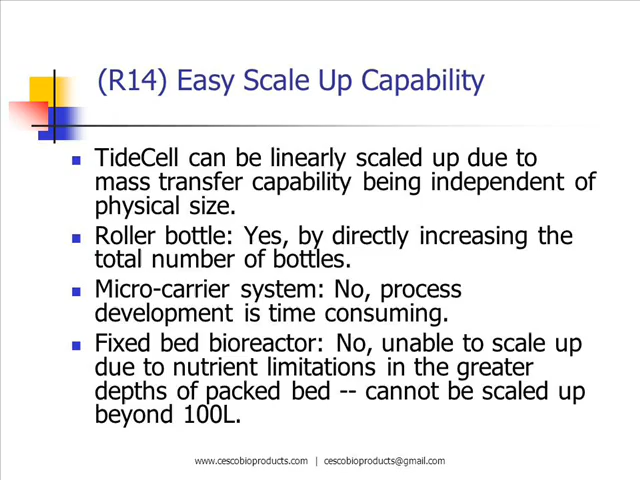 (R14) Easy Scale Up Capability
TideCell can be linearly scaled up due to
mass transfer capability being independent of
physical size.
Roller bottle: Yes, by directly increasing the
total number of bottles.
Micro-carrier system: No, process
development is time consuming.
Fixed bed bioreactor: No, unable to scale up
due to nutrient limitations in the greater
depths of packed bed -- cannot be scaled up
beyond 100L.
www.cescobioproducts.com | cescobioproducts@gmail.com